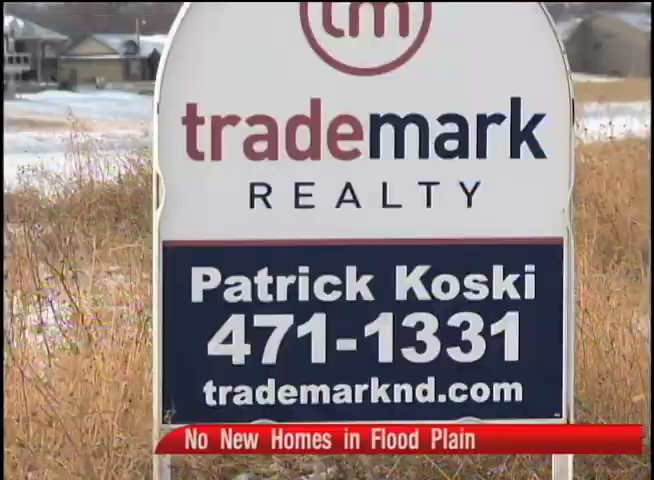 tm
trademark
REALTY
Patrick Koski
471-1331
trademarknd.com
No New Homes in Flood Plain